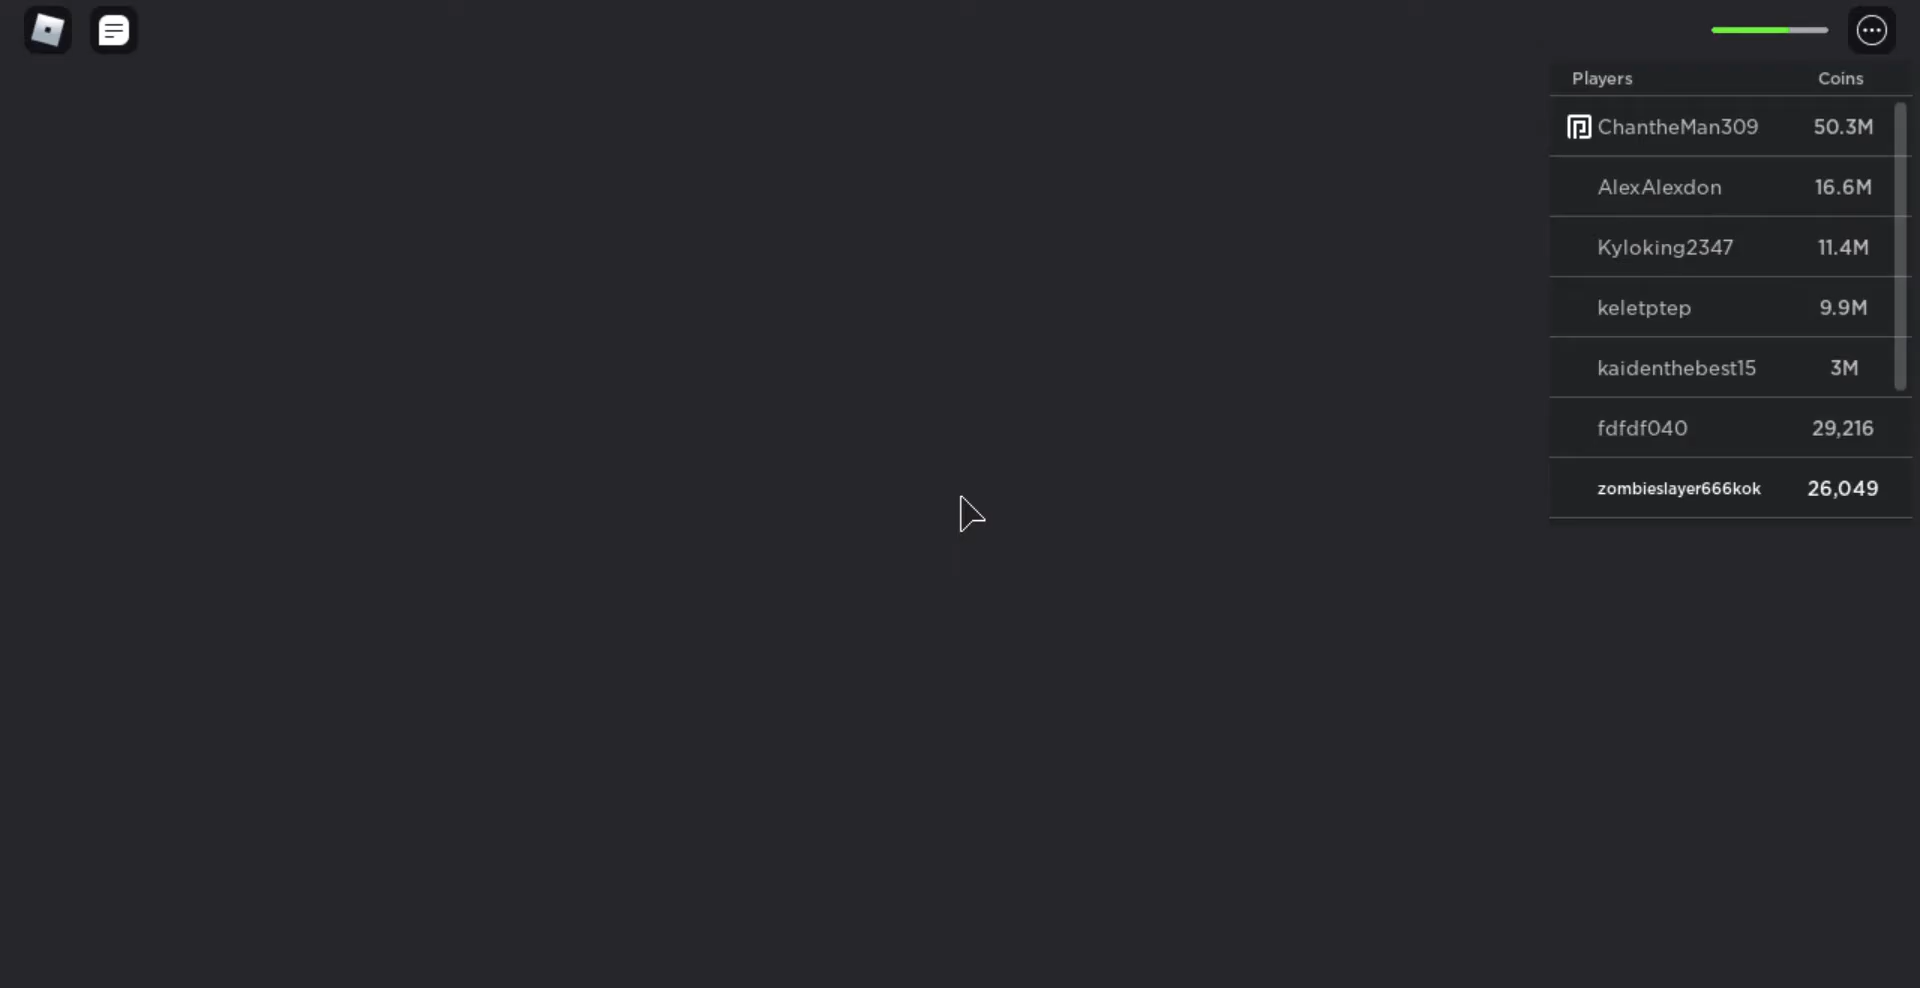 Players Coins
ChantheMan309 50.3M
AlexAlexdon 16.6M
Kyloking2347 11.4M
keletptep 9.9M
kaidenthebest15 3M
fdfdf040 29,216
zombieslayer666kok 26,049